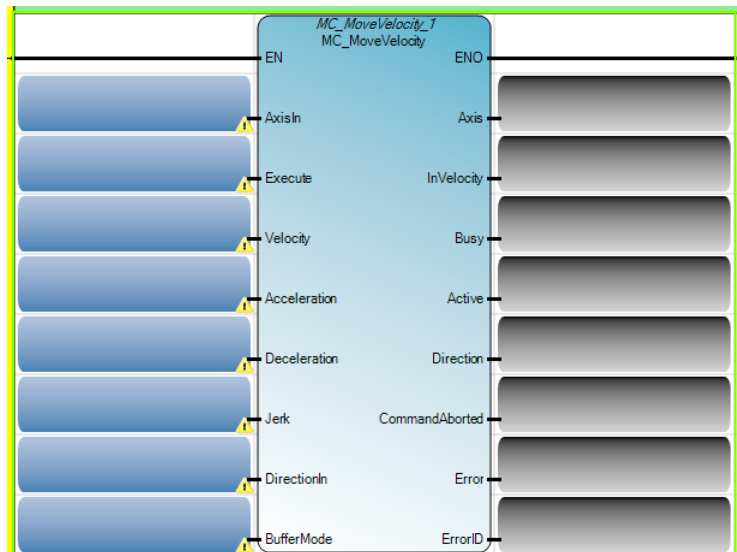 MC_MoveVelocity_1
MC_MoveVelocity
EN ENO
AxisIn Axis
Execute InVelocity
Velocity Busy
Acceleration Active
Deceleration Direction
Jerk CommandAborted
DirectionIn Error
BufferMode ErrorID